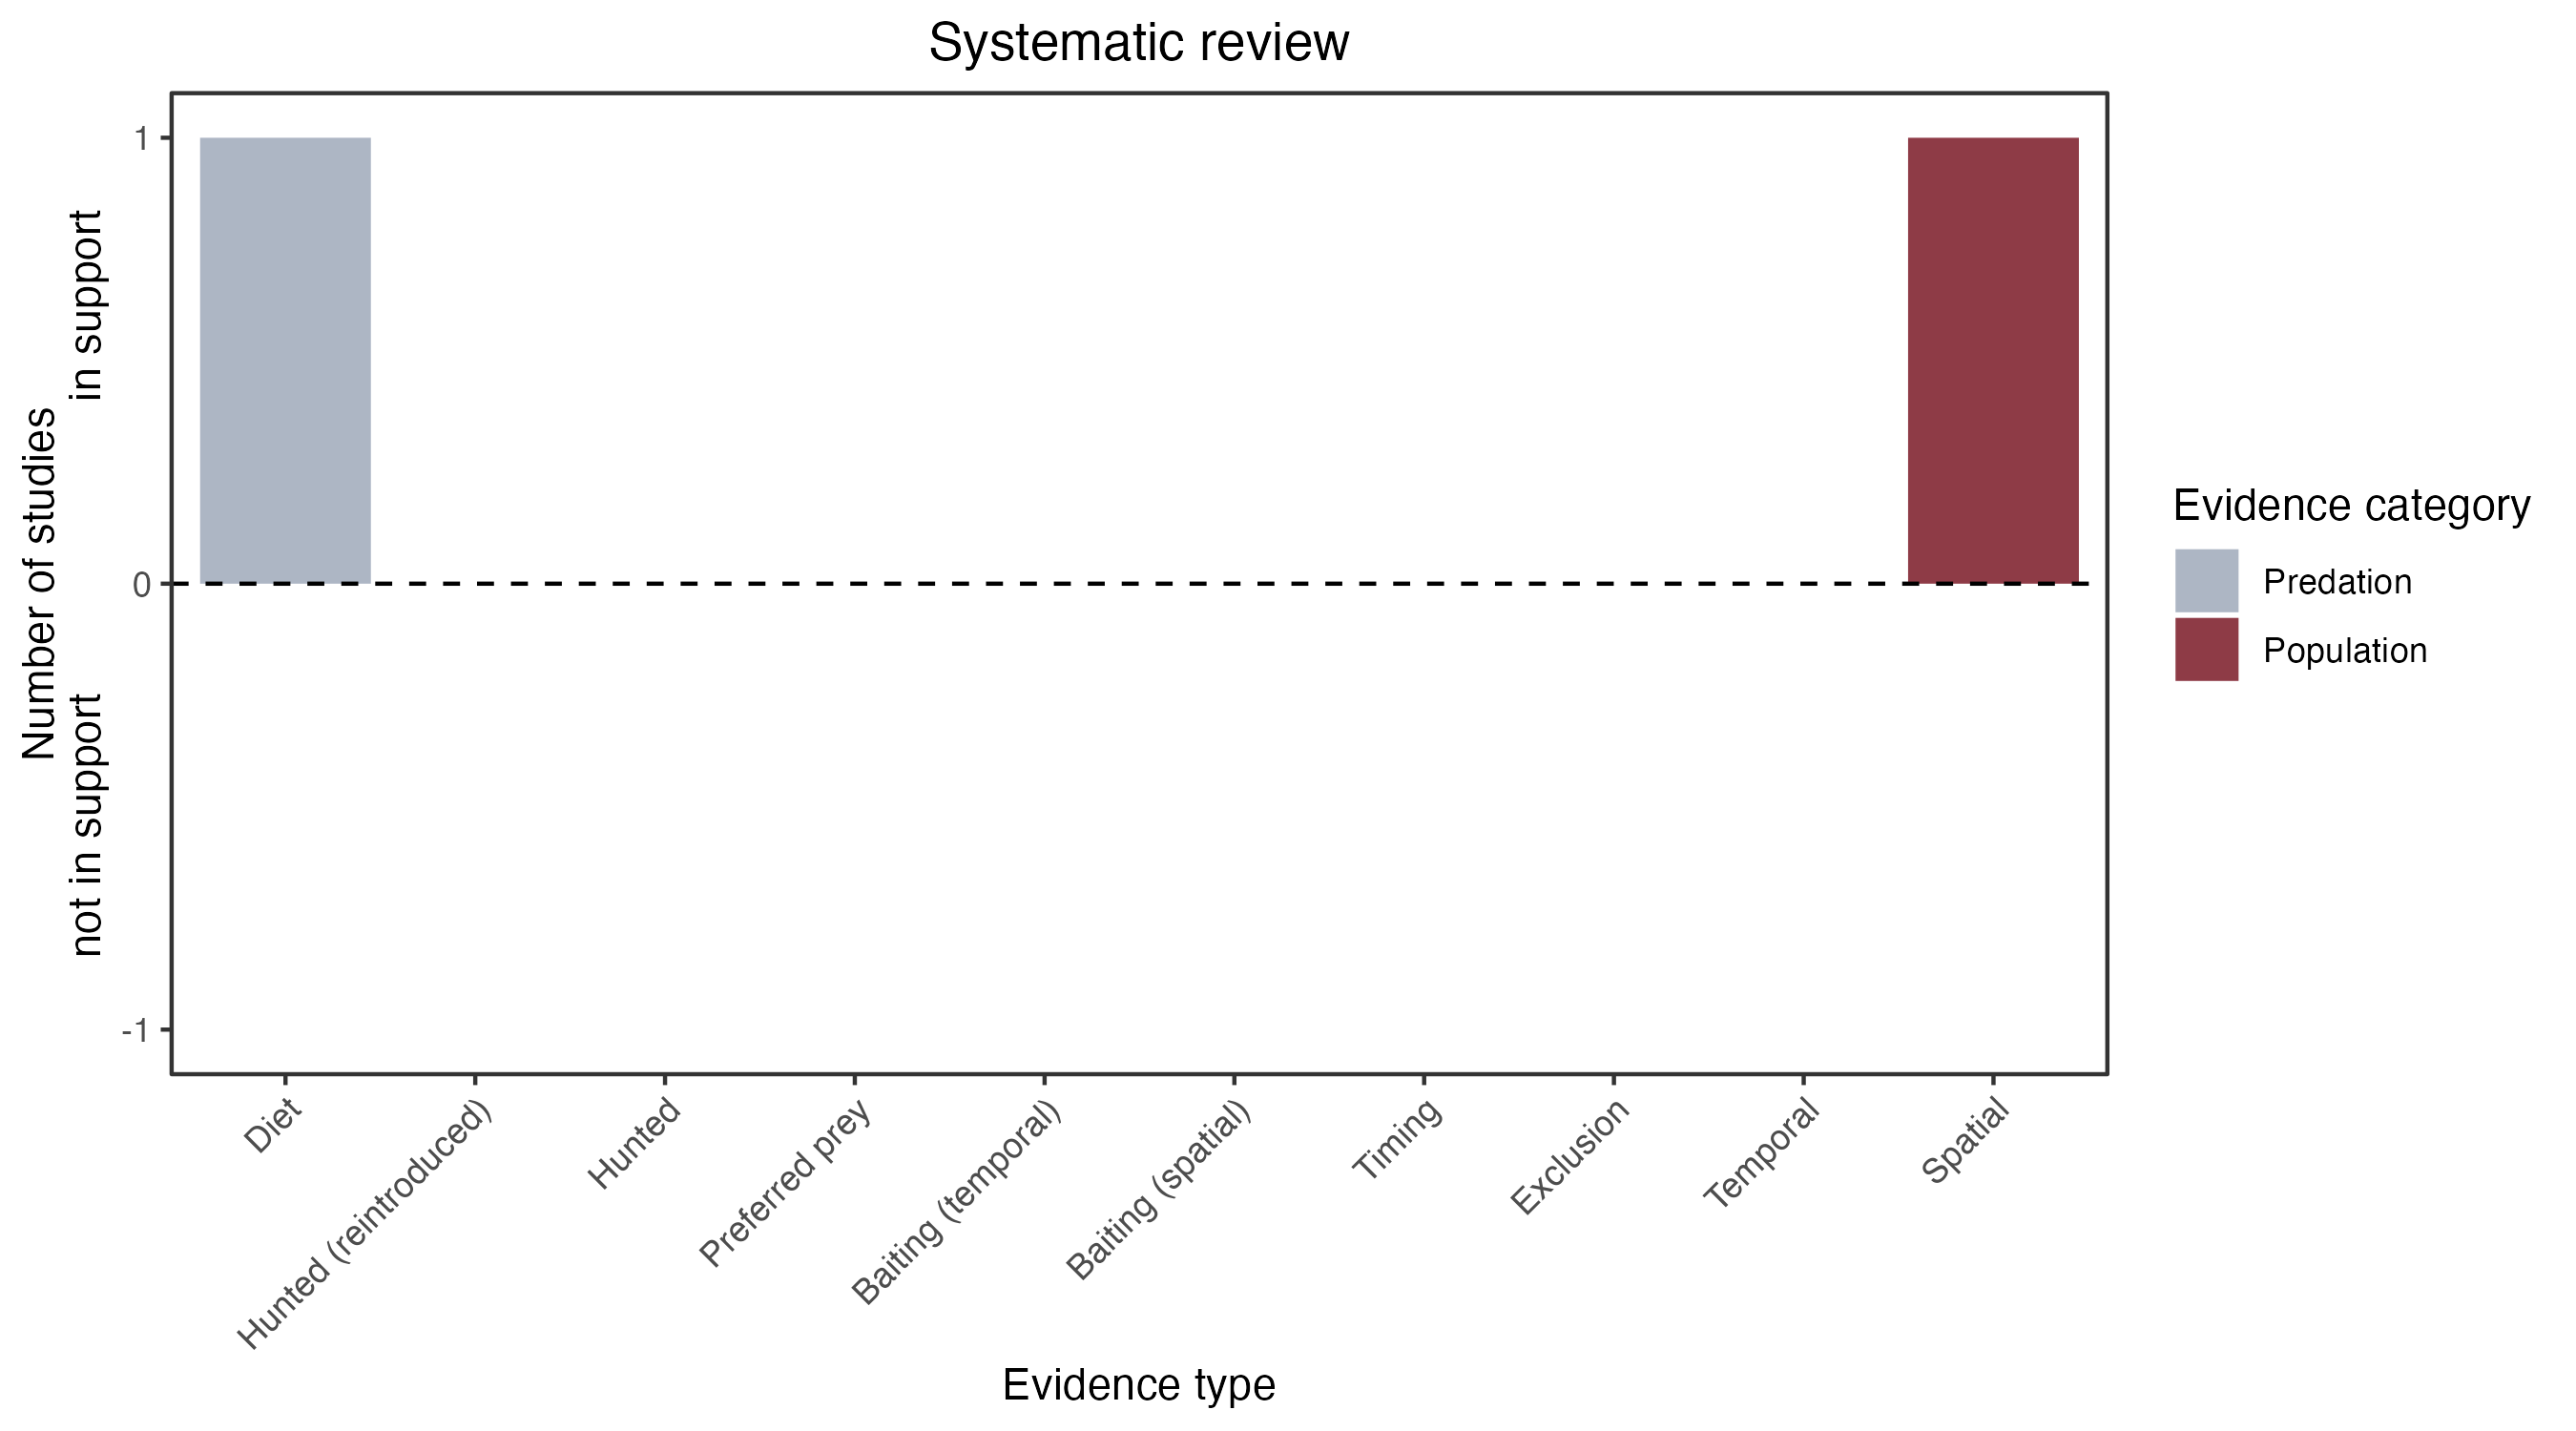 Systematic review
Number of studies
in support
not in support
1
0
-1
Diet
Hunted (reintroduced)
Hunted
Preferred prey
Baiting (temporal)
Baiting (spatial)
Timing
Exclusion
Temporal
Spatial
Evidence type
Evidence category
Predation
Population